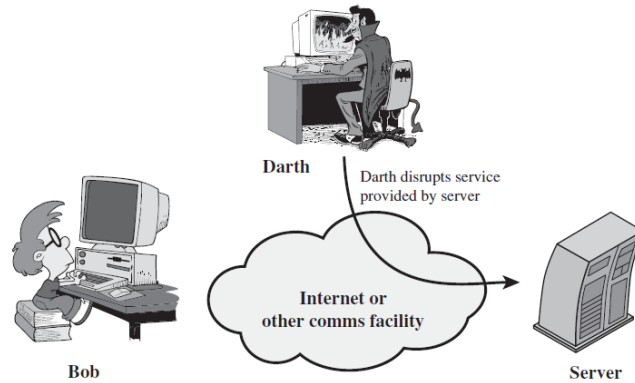 Darth
Darth disrupts service
provided by server
Internet or
other comms facility
Bob
Server